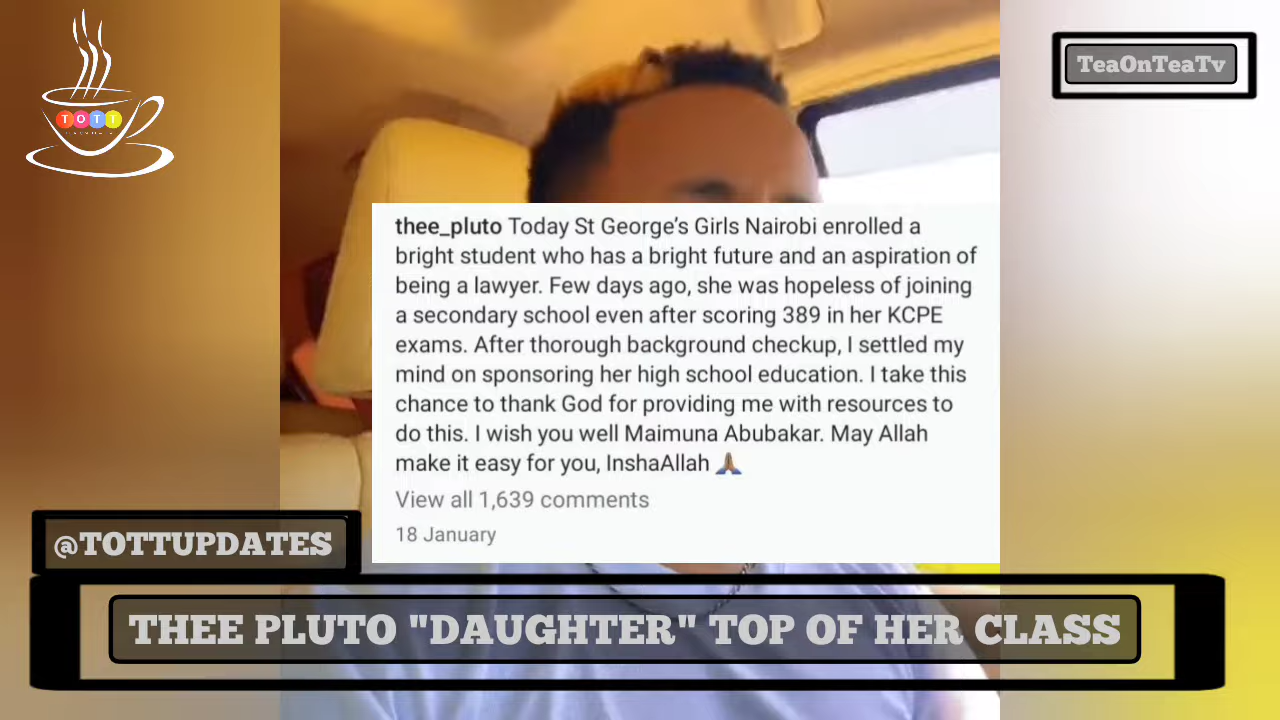 TOTT
TeaOnTeaTv
thee_pluto Today St George's Girls Nairobi enrolled a
bright student who has a bright future and an aspiration of
being a lawyer. Few days ago, she was hopeless of joining
a secondary school even after scoring 389 in her KCPE
exams. After thorough background checkup, I settled my
mind on sponsoring her high school education. I take this
chance to thank God for providing me with resources to
do this. I wish you well Maimuna Abubakar. May Allah
make it easy for you, InshaAllah 🙏🏽
View all 1,639 comments
18 January
@TOTTUPDATES
THEE PLUTO "DAUGHTER" TOP OF HER CLASS